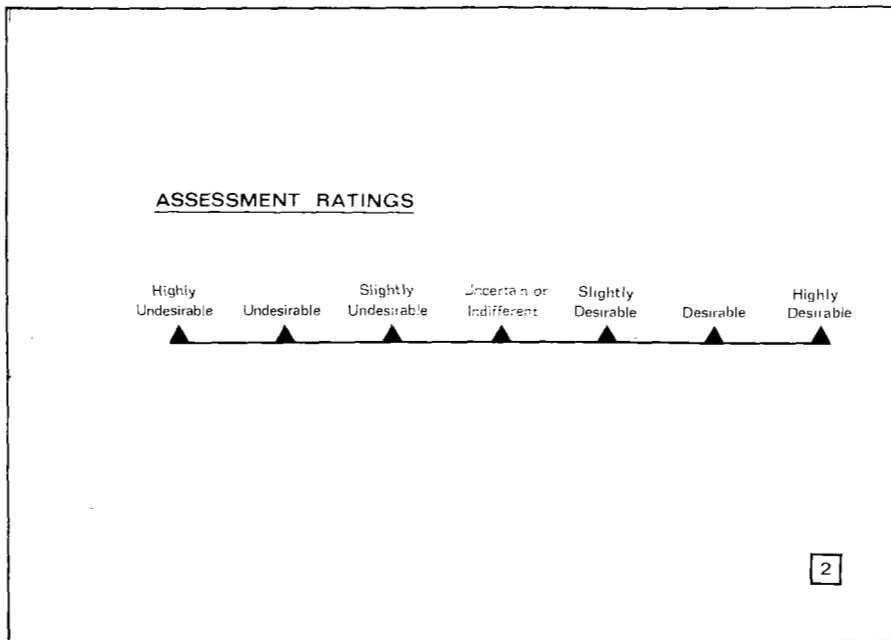 ASSESSMENT RATINGS
Highly Undesirable
Undesirable
Slightly Undesirable
Uncertain or Indifferent
Slightly Desirable
Desirable
Highly Desirable
2